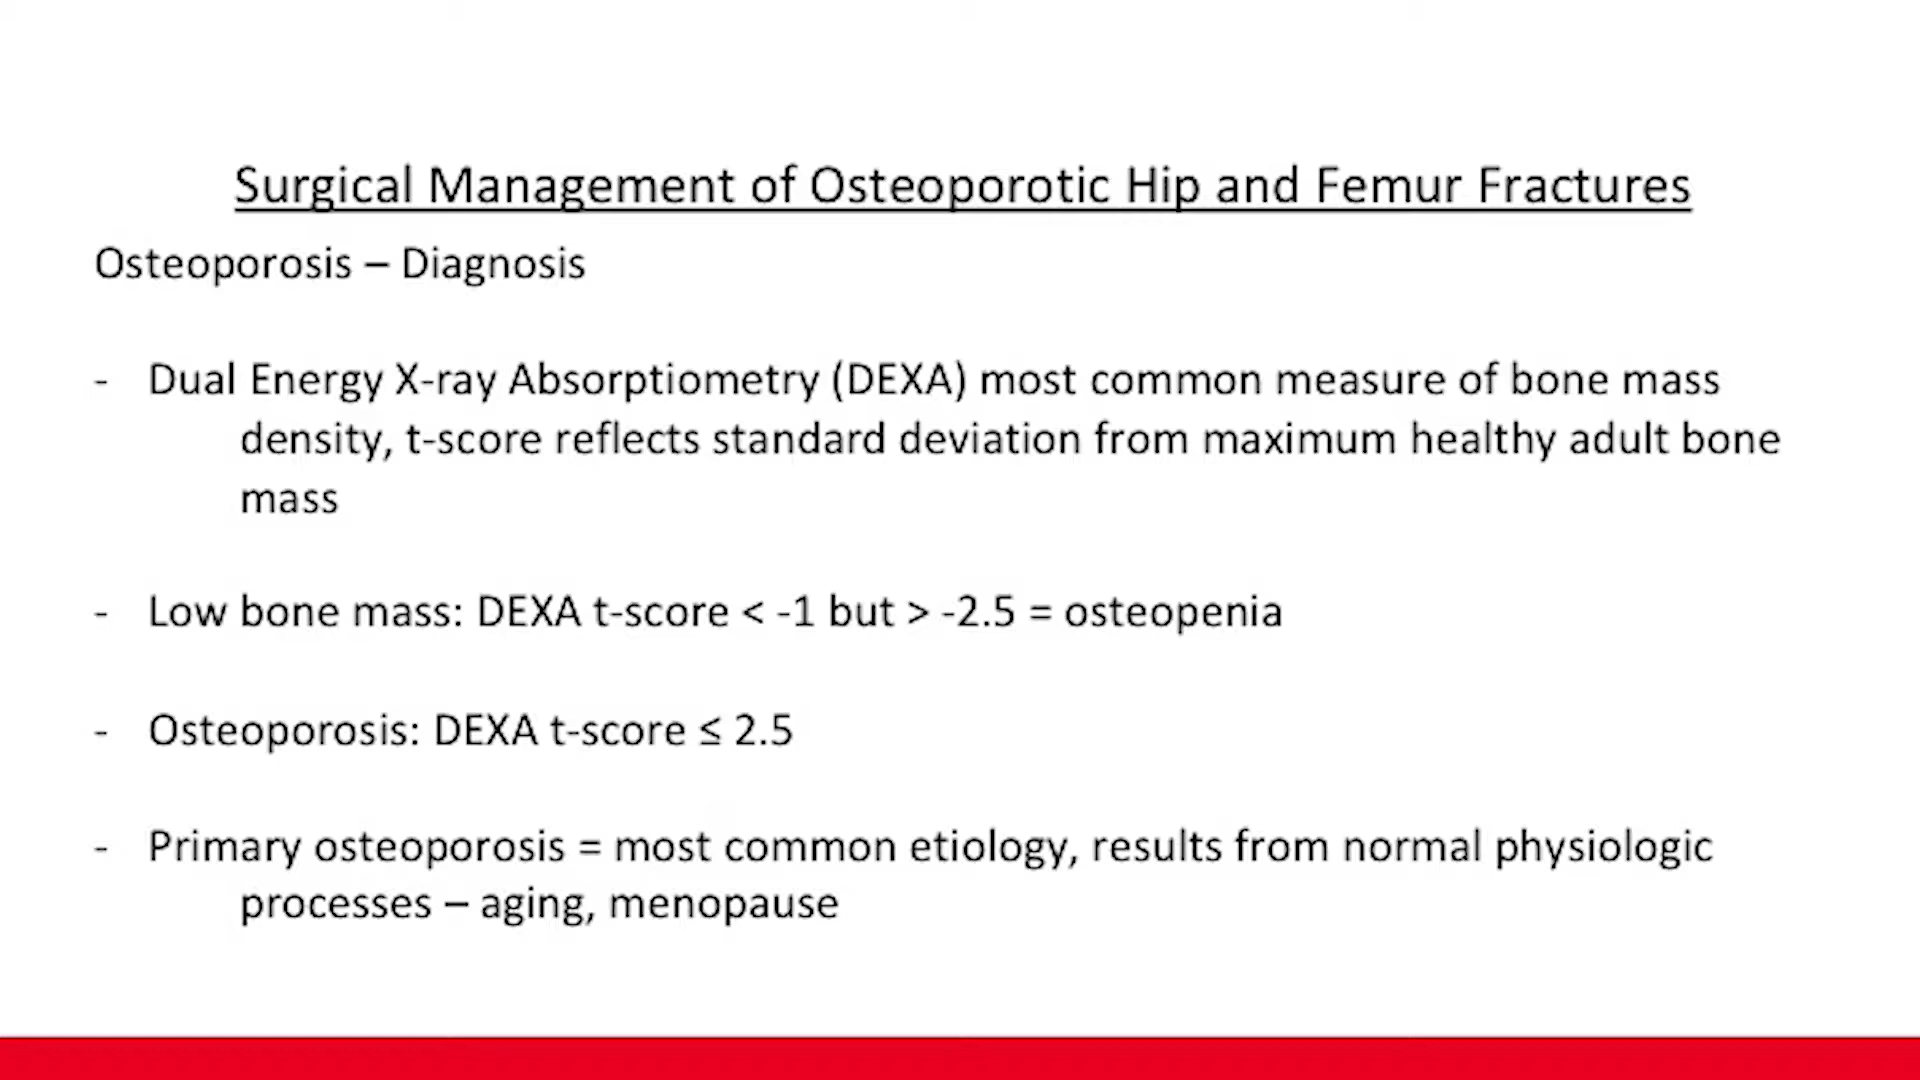 Surgical Management of Osteoporotic Hip and Femur Fractures
Osteoporosis – Diagnosis
- Dual Energy X-ray Absorptiometry (DEXA) most common measure of bone mass
density, t-score reflects standard deviation from maximum healthy adult bone
mass
- Low bone mass: DEXA t-score < -1 but > -2.5 = osteopenia
- Osteoporosis: DEXA t-score ≤ 2.5
- Primary osteoporosis = most common etiology, results from normal physiologic
processes – aging, menopause